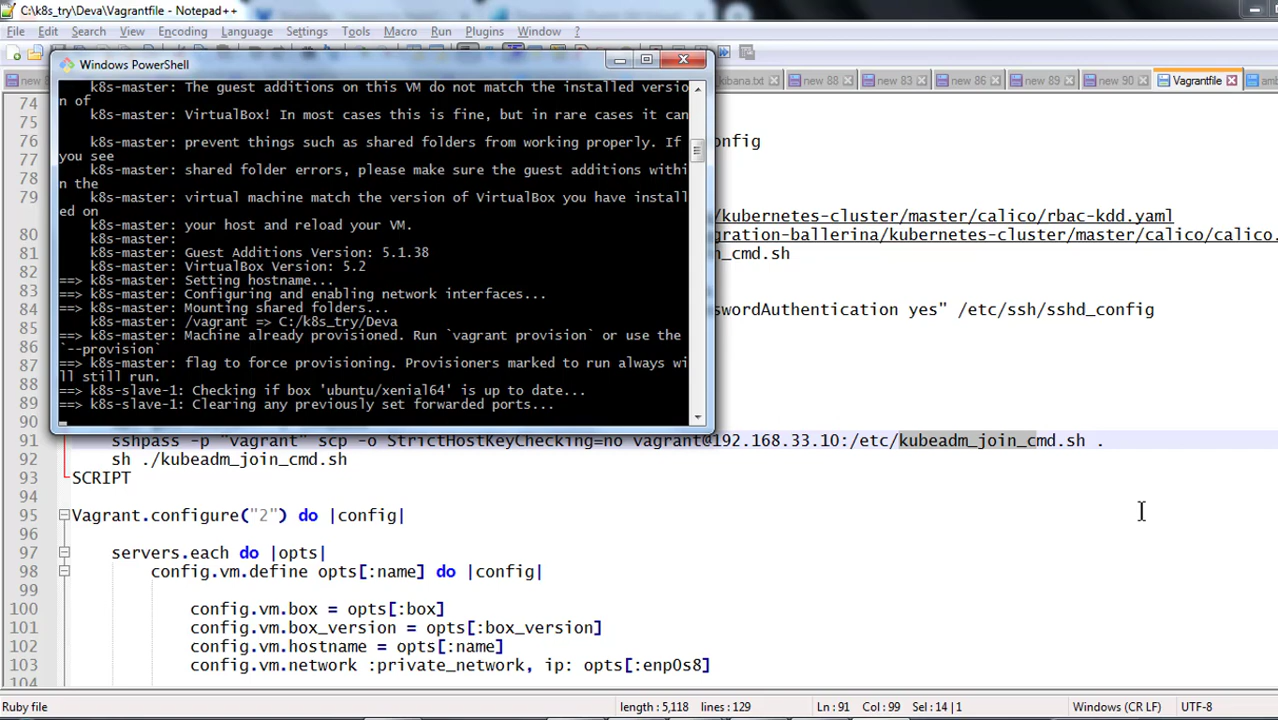 C:\k8s_try\Deva\Vagrantfile - Notepad++
File Edit Search View Encoding Language Settings Tools Macro Run Plugins Window ?
new 8
kibana.txt new 88 new 83 new 86 new 89 new 90 Vagrantfile amb
Windows PowerShell
k8s-master: The guest additions on this VM do not match the installed versio
n of
k8s-master: VirtualBox! In most cases this is fine, but in rare cases it can
k8s-master: prevent things such as shared folders from working properly. If
you see
k8s-master: shared folder errors, please make sure the guest additions withi
n the
k8s-master: virtual machine match the version of VirtualBox you have install
ed on
k8s-master: your host and reload your VM.
k8s-master:
k8s-master: Guest Additions Version: 5.1.38
k8s-master: VirtualBox Version: 5.2
==> k8s-master: Setting hostname...
==> k8s-master: Configuring and enabling network interfaces...
==> k8s-master: Mounting shared folders...
k8s-master: /vagrant => C:/k8s_try/Deva
==> k8s-master: Machine already provisioned. Run `vagrant provision` or use the
`--provision`
==> k8s-master: flag to force provisioning. Provisioners marked to run always wi
ll still run.
==> k8s-slave-1: Checking if box 'ubuntu/xenial64' is up to date...
==> k8s-slave-1: Clearing any previously set forwarded ports...
74
75
76 config
77
78
79 /kubernetes-cluster/master/calico/rbac-kdd.yaml
80 gration-ballerina/kubernetes-cluster/master/calico/calico.
81 in_cmd.sh
82
83
84 swordAuthentication yes" /etc/ssh/sshd_config
85
86
87
88
89
90
91 sshpass -p "vagrant" scp -o StrictHostKeyChecking=no vagrant@192.168.33.10:/etc/kubeadm_join_cmd.sh .
92 sh ./kubeadm_join_cmd.sh
93 SCRIPT
94
95 Vagrant.configure("2") do |config|
96
97 servers.each do |opts|
98 config.vm.define opts[:name] do |config|
99
100 config.vm.box = opts[:box]
101 config.vm.box_version = opts[:box_version]
102 config.vm.hostname = opts[:name]
103 config.vm.network :private_network, ip: opts[:enp0s8]
104
Ruby file length : 5,118 lines : 129 Ln : 91 Col : 99 Sel : 14 | 1 Windows (CR LF) UTF-8